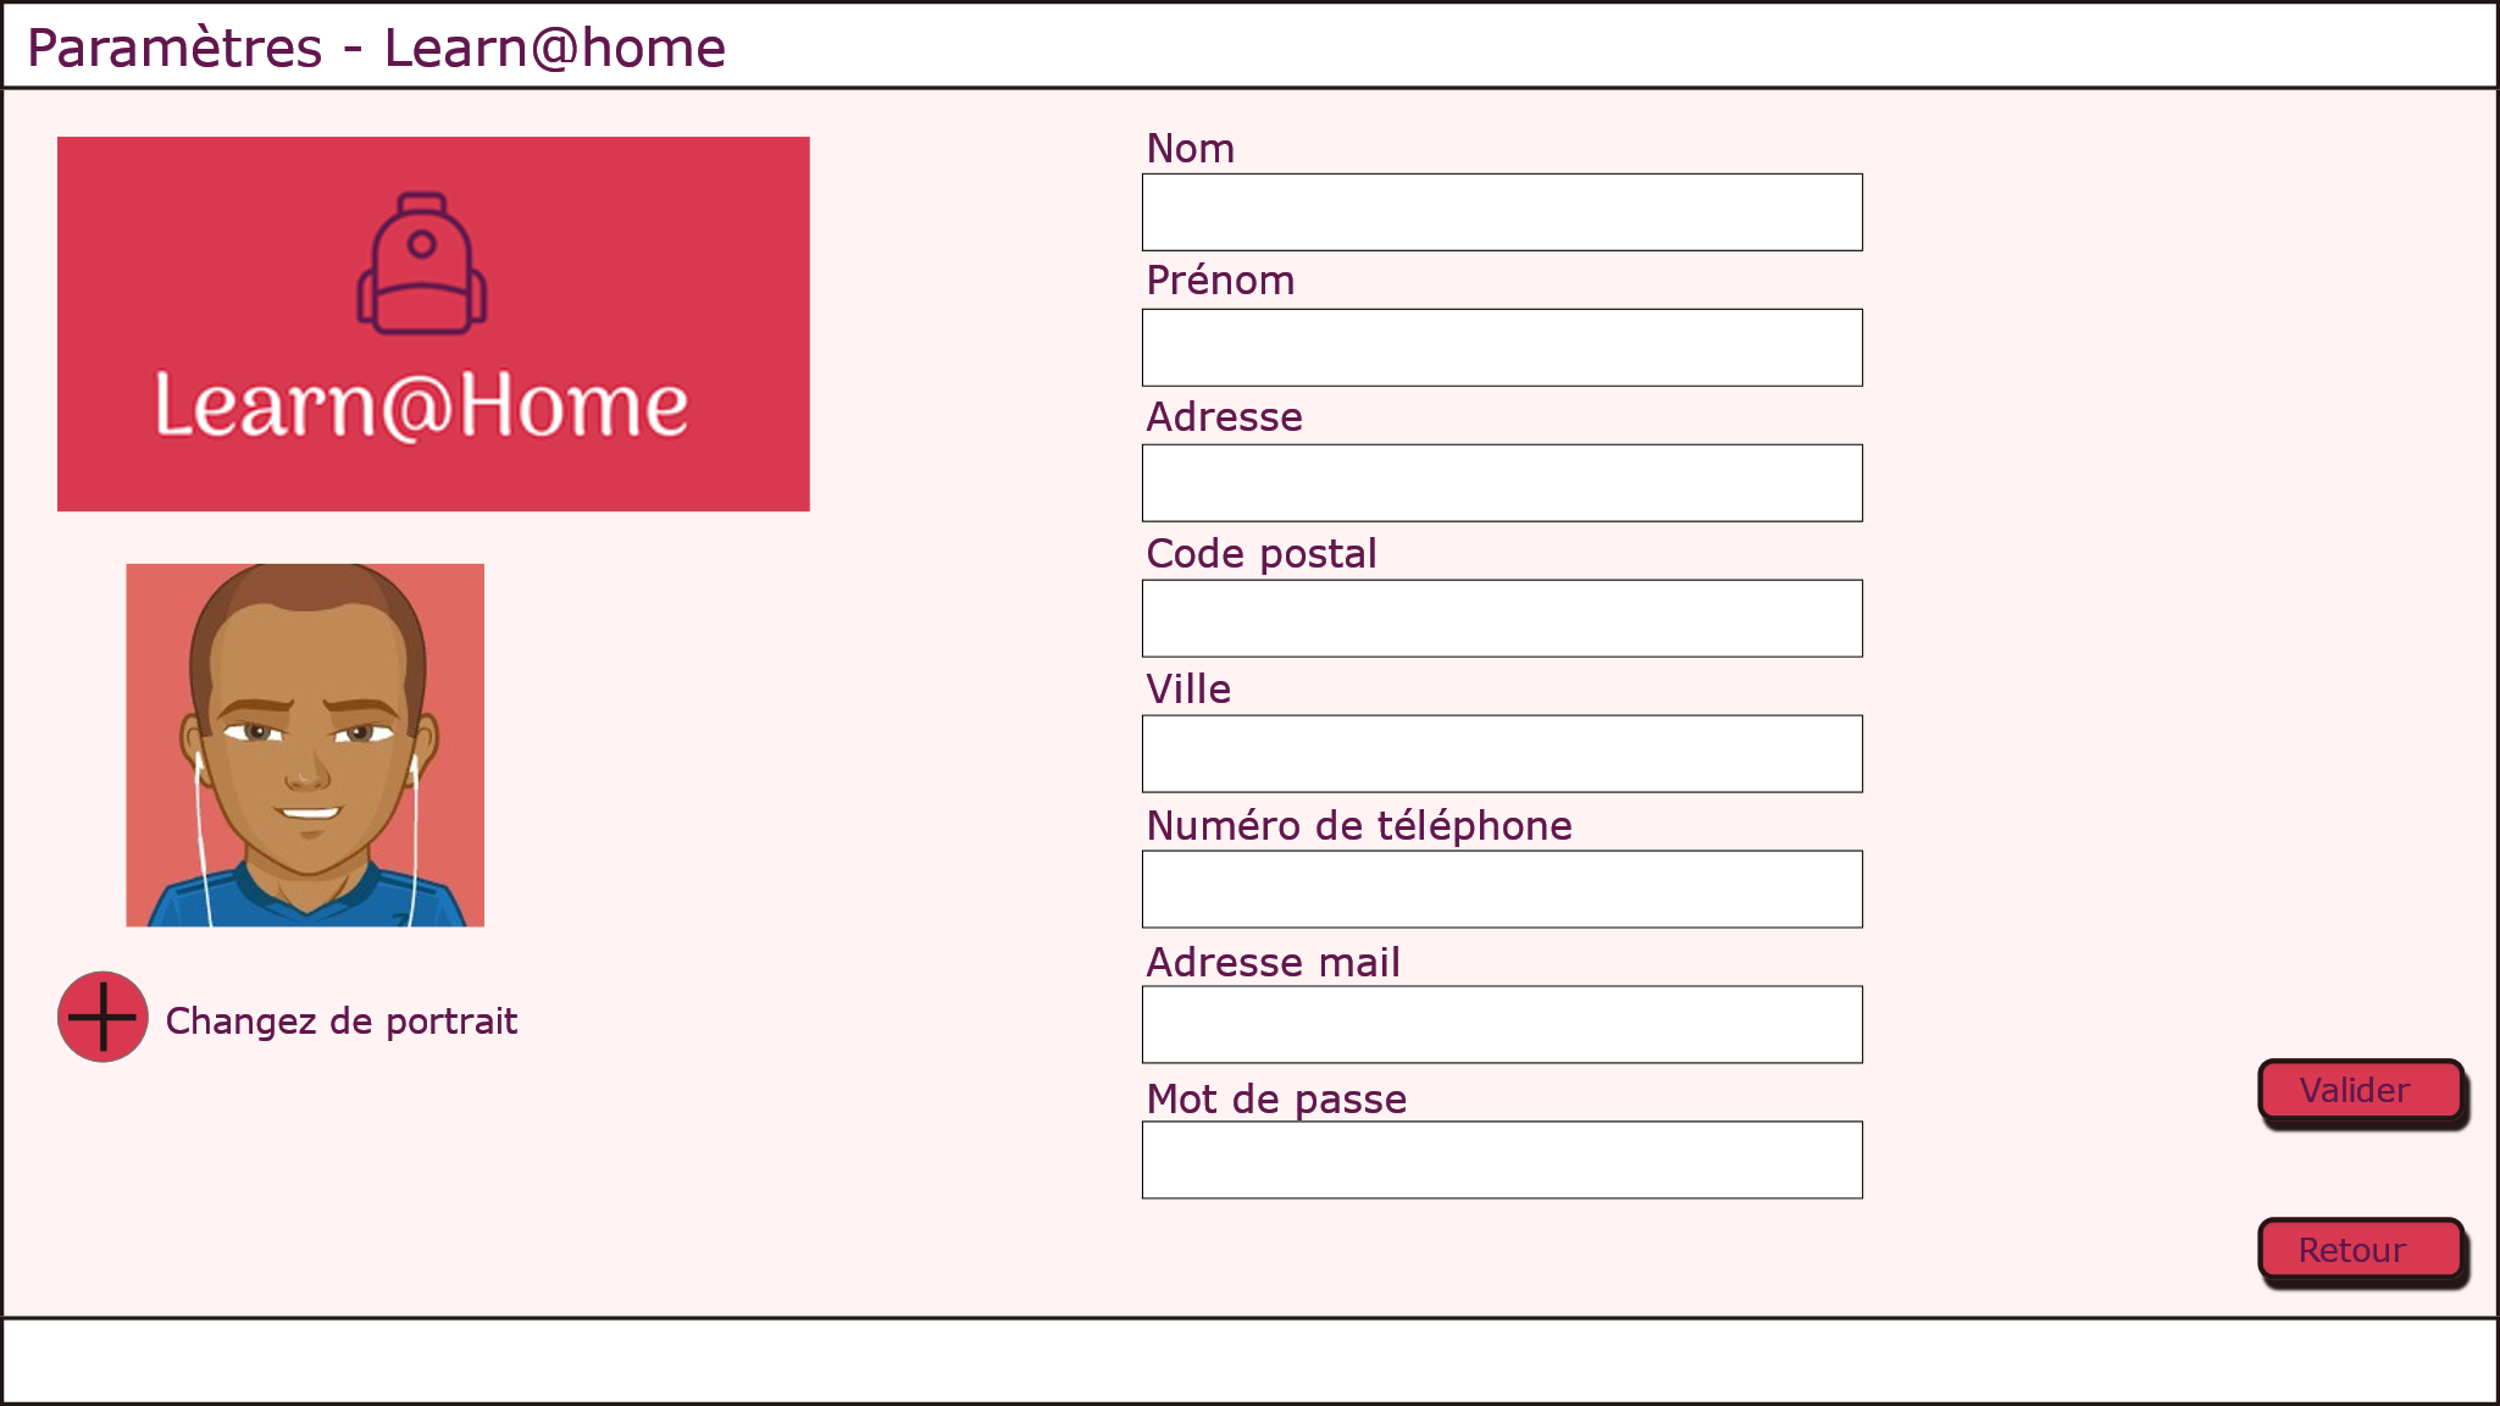 Paramètres - Learn@home
Learn@Home
Changez de portrait
Nom
Prénom
Adresse
Code postal
Ville
Numéro de téléphone
Adresse mail
Mot de passe
Valider
Retour